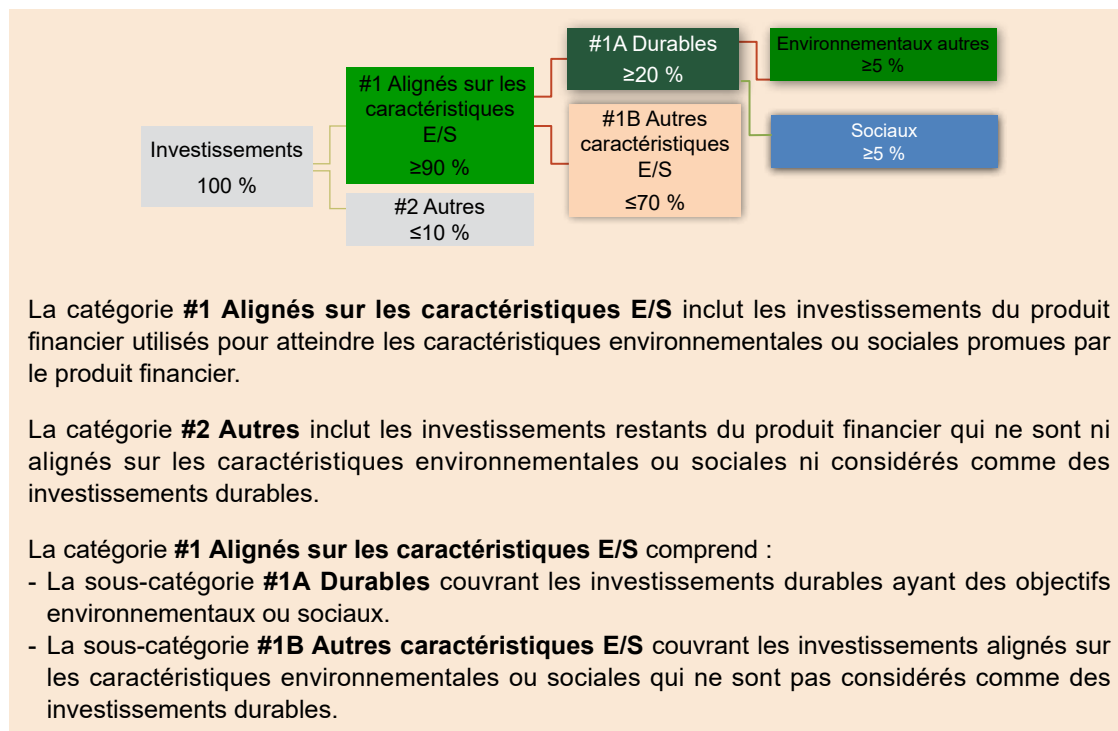 Investissements
100 %
#1 Alignés sur les
caractéristiques
E/S
≥90 %
#2 Autres
≤10 %
#1A Durables
≥20 %
#1B Autres
caractéristiques
E/S
≤70 %
Environnementaux autres
≥5 %
Sociaux
≥5 %
La catégorie #1 Alignés sur les caractéristiques E/S inclut les investissements du produit
financier utilisés pour atteindre les caractéristiques environnementales ou sociales promues par
le produit financier.
La catégorie #2 Autres inclut les investissements restants du produit financier qui ne sont ni
alignés sur les caractéristiques environnementales ou sociales ni considérés comme des
investissements durables.
La catégorie #1 Alignés sur les caractéristiques E/S comprend :
- La sous-catégorie #1A Durables couvrant les investissements durables ayant des objectifs
environnementaux ou sociaux.
- La sous-catégorie #1B Autres caractéristiques E/S couvrant les investissements alignés sur
les caractéristiques environnementales ou sociales qui ne sont pas considérés comme des
investissements durables.